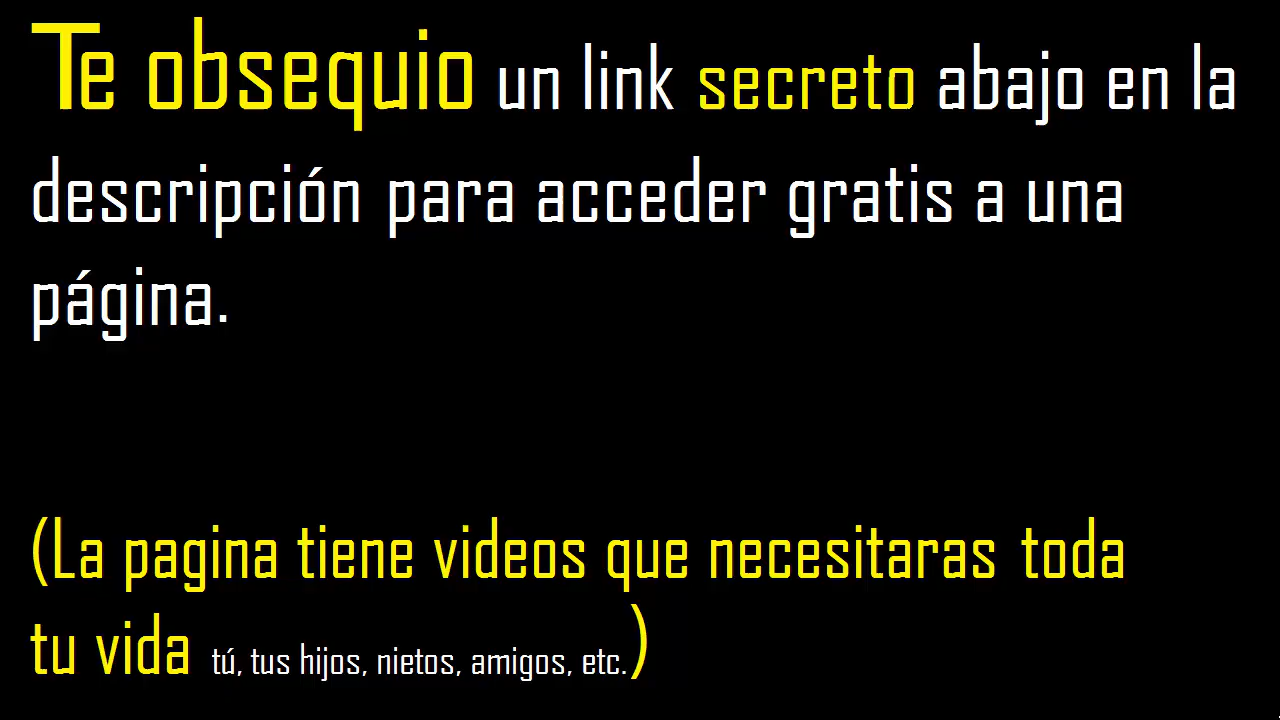 Te obsequio un link secreto abajo en la
descripción para acceder gratis a una
página.
(La pagina tiene videos que necesitaras toda
tu vida tú, tus hijos, nietos, amigos, etc.)